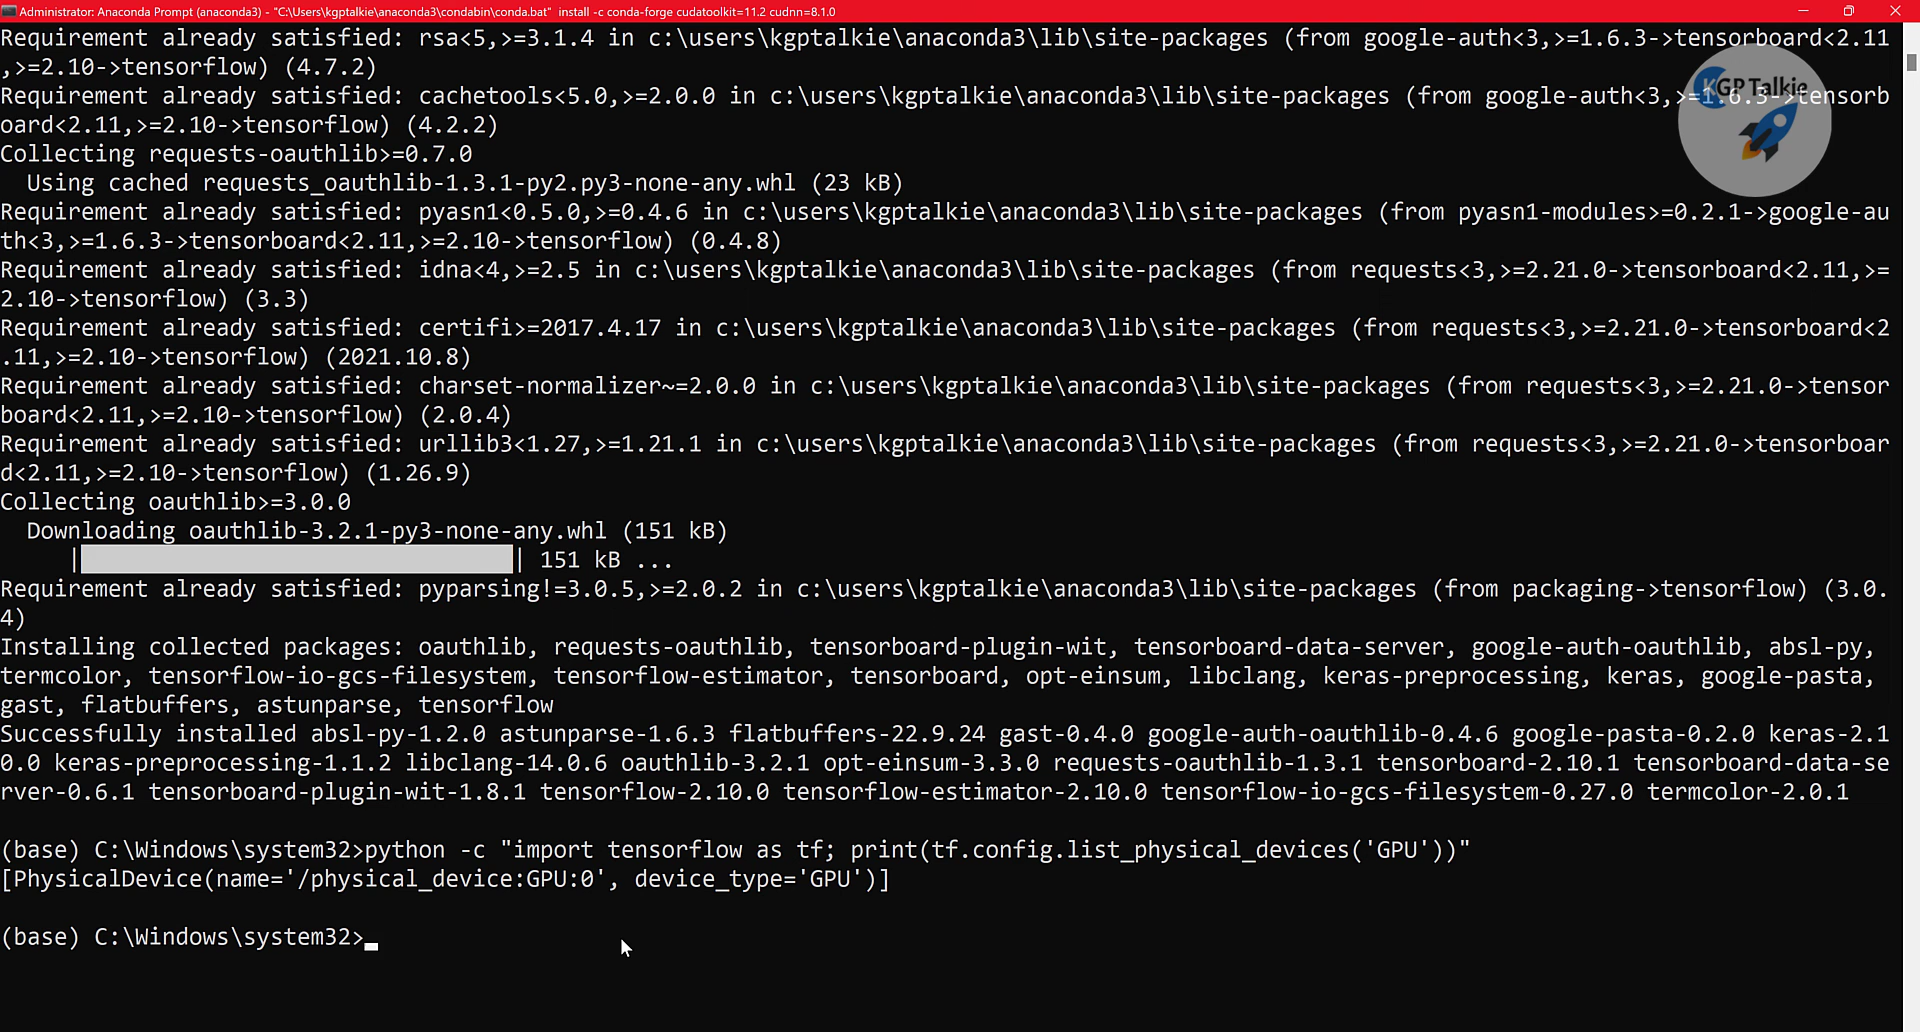 Administrator: Anaconda Prompt (anaconda3) - "C:\Users\kgptalkie\anaconda3\condabin\conda.bat" install -c conda-forge cudatoolkit=11.2 cudnn=8.1.0
Requirement already satisfied: rsa<5,>=3.1.4 in c:\users\kgptalkie\anaconda3\lib\site-packages (from google-auth<3,>=1.6.3->tensorboard<2.11
,>=2.10->tensorflow) (4.7.2)
KGP Talkie
Requirement already satisfied: cachetools<5.0,>=2.0.0 in c:\users\kgptalkie\anaconda3\lib\site-packages (from google-auth<3,>=1.6.3->tensorb
oard<2.11,>=2.10->tensorflow) (4.2.2)
Collecting requests-oauthlib>=0.7.0
  Using cached requests_oauthlib-1.3.1-py2.py3-none-any.whl (23 kB)
Requirement already satisfied: pyasn1<0.5.0,>=0.4.6 in c:\users\kgptalkie\anaconda3\lib\site-packages (from pyasn1-modules>=0.2.1->google-au
th<3,>=1.6.3->tensorboard<2.11,>=2.10->tensorflow) (0.4.8)
Requirement already satisfied: idna<4,>=2.5 in c:\users\kgptalkie\anaconda3\lib\site-packages (from requests<3,>=2.21.0->tensorboard<2.11,>=
2.10->tensorflow) (3.3)
Requirement already satisfied: certifi>=2017.4.17 in c:\users\kgptalkie\anaconda3\lib\site-packages (from requests<3,>=2.21.0->tensorboard<2
.11,>=2.10->tensorflow) (2021.10.8)
Requirement already satisfied: charset-normalizer~=2.0.0 in c:\users\kgptalkie\anaconda3\lib\site-packages (from requests<3,>=2.21.0->tensor
board<2.11,>=2.10->tensorflow) (2.0.4)
Requirement already satisfied: urllib3<1.27,>=1.21.1 in c:\users\kgptalkie\anaconda3\lib\site-packages (from requests<3,>=2.21.0->tensorboar
d<2.11,>=2.10->tensorflow) (1.26.9)
Collecting oauthlib>=3.0.0
  Downloading oauthlib-3.2.1-py3-none-any.whl (151 kB)
| | 151 kB ...
Requirement already satisfied: pyparsing!=3.0.5,>=2.0.2 in c:\users\kgptalkie\anaconda3\lib\site-packages (from packaging->tensorflow) (3.0.
4)
Installing collected packages: oauthlib, requests-oauthlib, tensorboard-plugin-wit, tensorboard-data-server, google-auth-oauthlib, absl-py,
termcolor, tensorflow-io-gcs-filesystem, tensorflow-estimator, tensorboard, opt-einsum, libclang, keras-preprocessing, keras, google-pasta,
gast, flatbuffers, astunparse, tensorflow
Successfully installed absl-py-1.2.0 astunparse-1.6.3 flatbuffers-22.9.24 gast-0.4.0 google-auth-oauthlib-0.4.6 google-pasta-0.2.0 keras-2.1
0.0 keras-preprocessing-1.1.2 libclang-14.0.6 oauthlib-3.2.1 opt-einsum-3.3.0 requests-oauthlib-1.3.1 tensorboard-2.10.1 tensorboard-data-se
rver-0.6.1 tensorboard-plugin-wit-1.8.1 tensorflow-2.10.0 tensorflow-estimator-2.10.0 tensorflow-io-gcs-filesystem-0.27.0 termcolor-2.0.1
(base) C:\Windows\system32>python -c "import tensorflow as tf; print(tf.config.list_physical_devices('GPU'))"
[PhysicalDevice(name='/physical_device:GPU:0', device_type='GPU')]
(base) C:\Windows\system32>